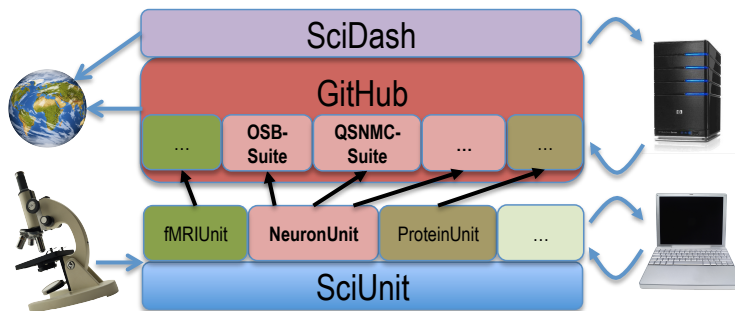 SciDash
GitHub
...
OSB-
Suite
QSNMC-
Suite
...
...
fMRIUnit
NeuronUnit
ProteinUnit
...
SciUnit